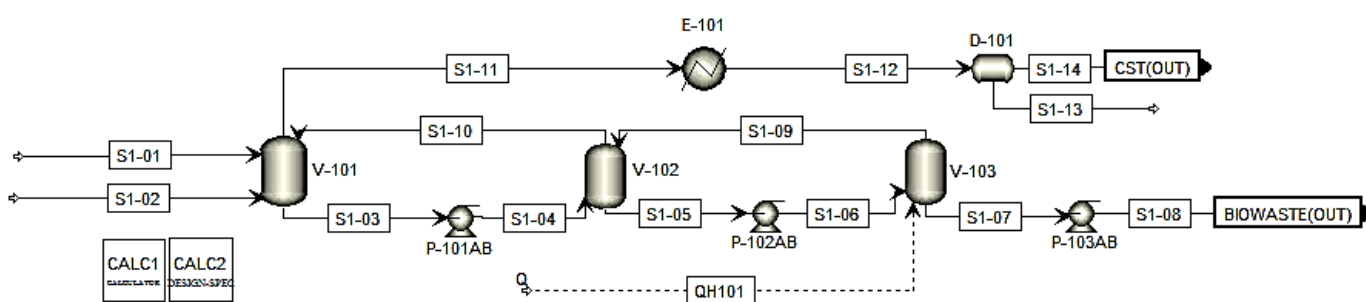 E-101
D-101
S1-11
S1-12
S1-14
CST(OUT)
S1-13
S1-10
S1-09
S1-01
V-101
V-102
V-103
S1-02
S1-03
S1-04
S1-05
S1-06
S1-07
S1-08
BIOWASTE(OUT)
P-101AB
P-102AB
P-103AB
CALC1
CALCULATOR
CALC2
DESIGN-SPEC
Q
QH101